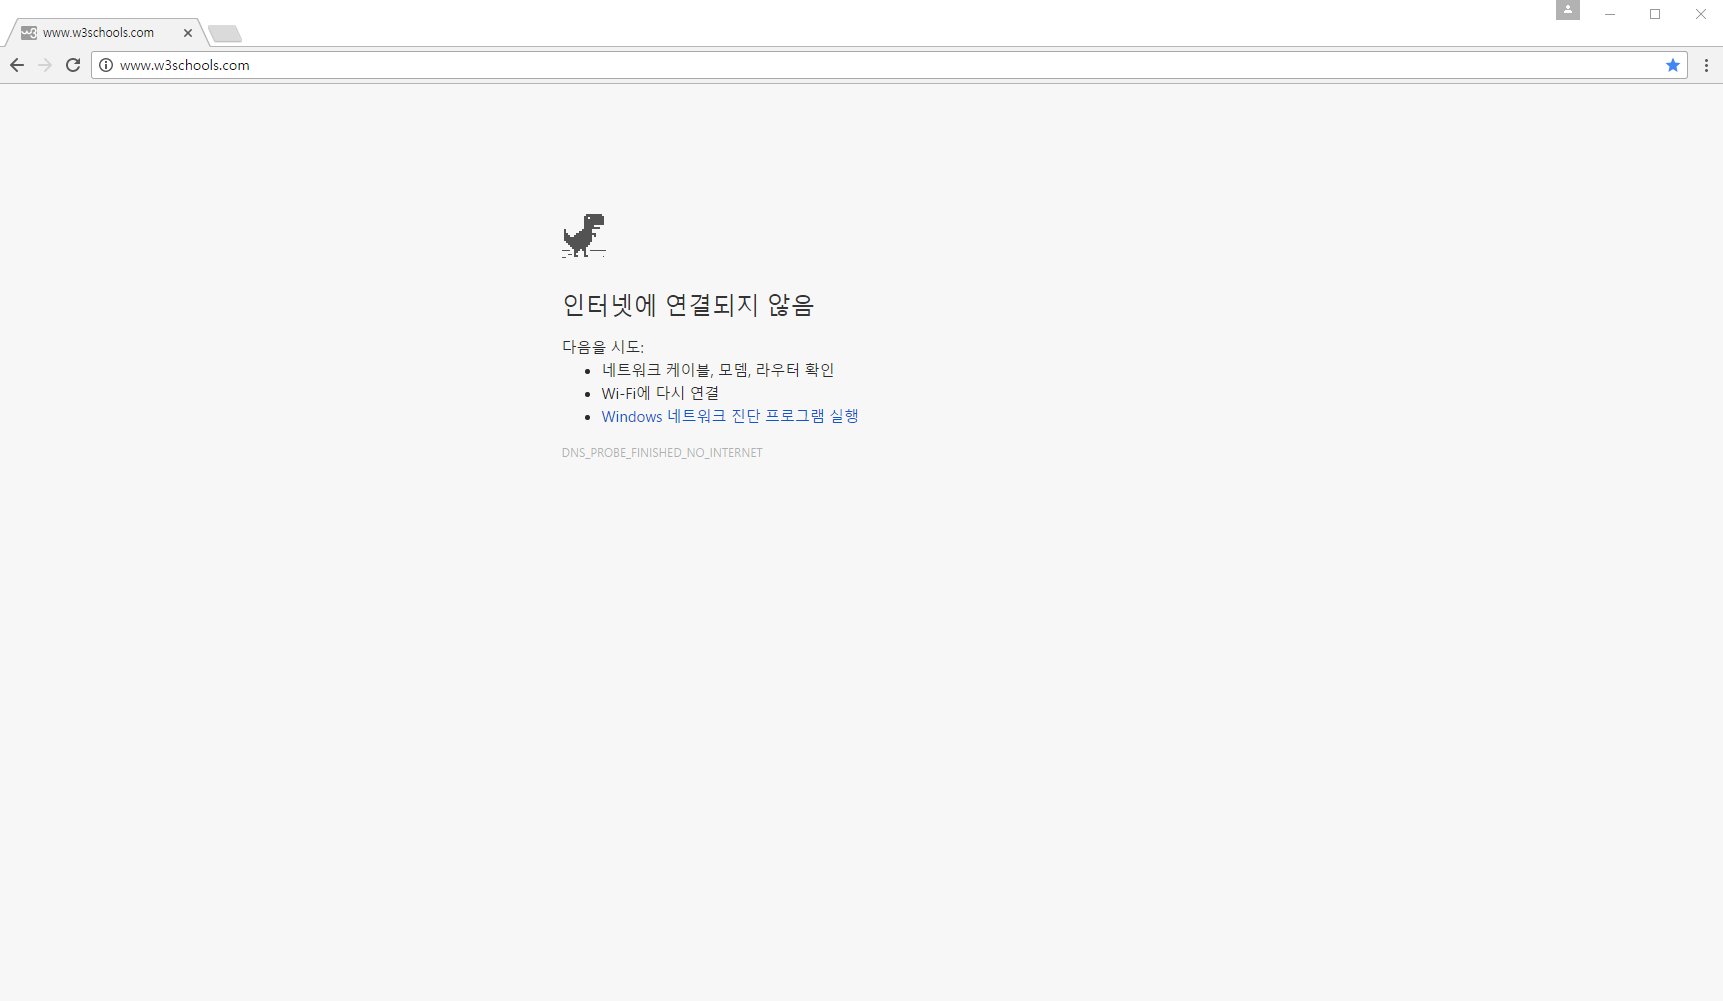 www.w3schools.com
www.w3schools.com
인터넷에 연결되지 않음
다음을 시도:
네트워크 케이블, 모뎀, 라우터 확인
Wi-Fi에 다시 연결
Windows 네트워크 진단 프로그램 실행
DNS_PROBE_FINISHED_NO_INTERNET